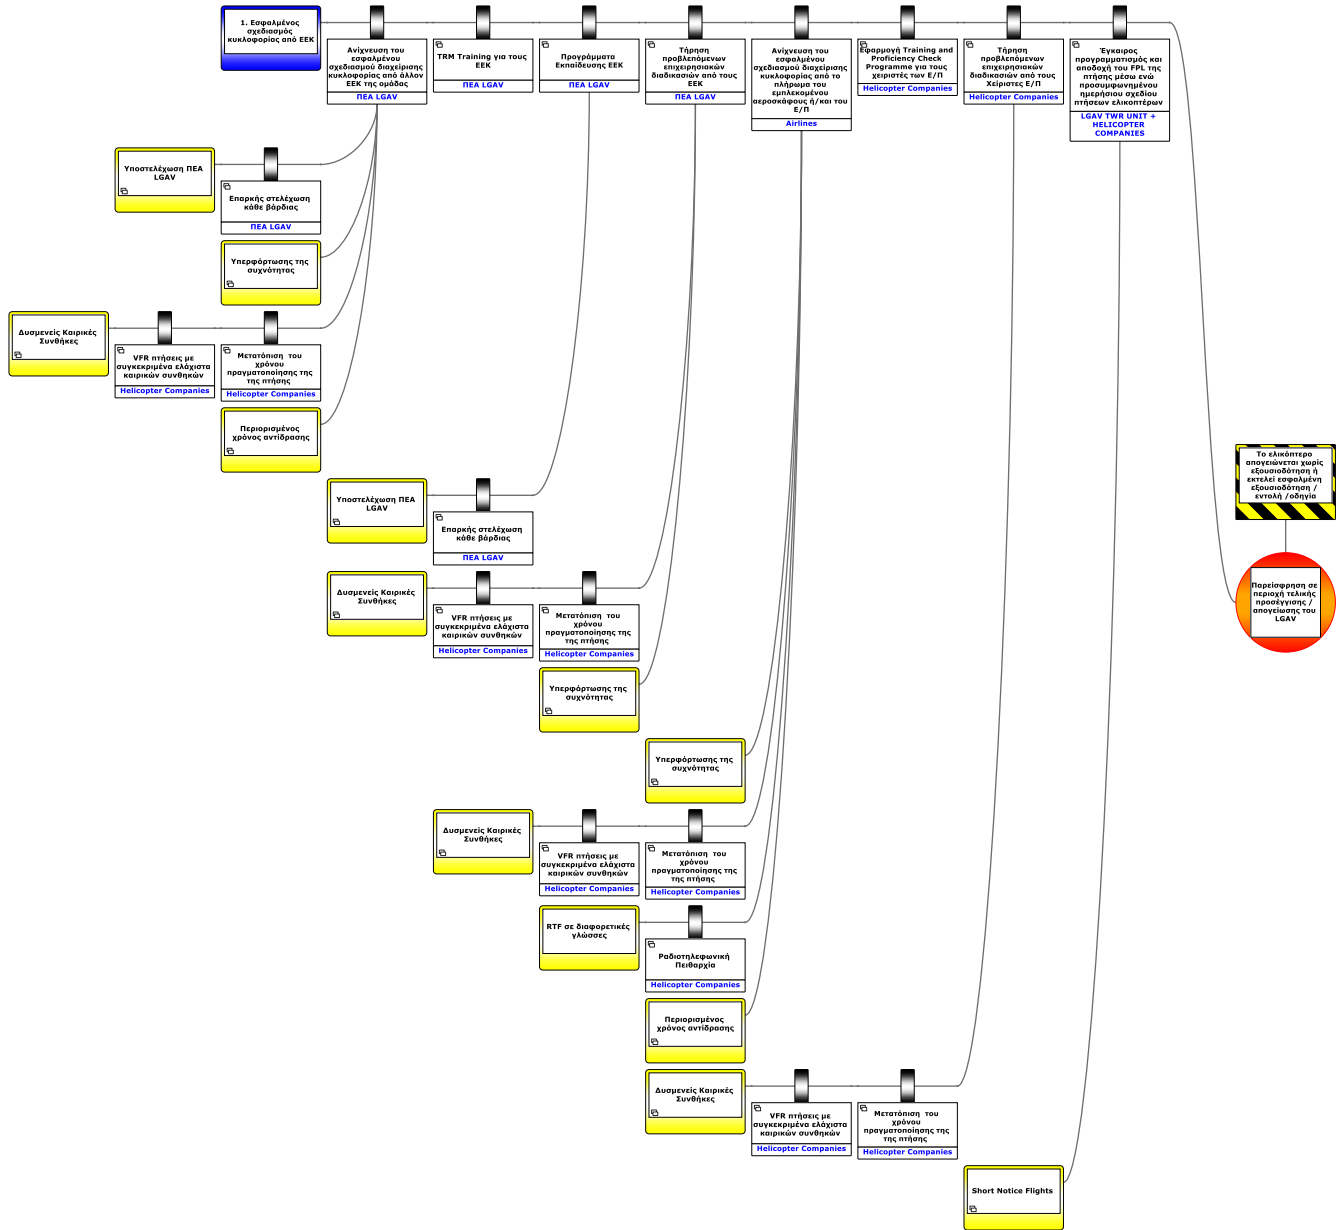 1. Εσφαλμένος
σχεδιασμός
κυκλοφορίας από ΕΕΚ
Ανίχνευση του
εσφαλμένου
σχεδιασμού διαχείρισης
κυκλοφορίας από άλλον
ΕΕΚ της ομάδας
ΠΕΑ LGAV
TRM Training για τους
ΕΕΚ
ΠΕΑ LGAV
Προγράμματα
Εκπαίδευσης ΕΕΚ
ΠΕΑ LGAV
Τήρηση
προβλεπόμενων
επιχειρησιακών
διαδικασιών από τους
ΕΕΚ
ΠΕΑ LGAV
Ανίχνευση του
εσφαλμένου
σχεδιασμού διαχείρισης
κυκλοφορίας από το
πλήρωμα του
εμπλεκομένου
αεροσκάφους ή/και του
Ε/Π
Airlines
Εφαρμογή Training and
Proficiency Check
Programme για τους
χειριστές των Ε/Π
Helicopter Companies
Τήρηση
προβλεπόμενων
επιχειρησιακών
διαδικασιών από τους
Χείριστες Ε/Π
Helicopter Companies
Έγκαιρος
προγραμματισμός και
αποδοχή του FPL της
πτήσης μέσω ενώ
προσυμφωνημένου
ημερήσιου σχεδίου
πτήσεων ελικοπτέρων
LGAV TWR UNIT +
HELICOPTER
COMPANIES
Υποστελέχωση ΠΕΑ
LGAV
Επαρκής στελέχωση
κάθε βάρδιας
ΠΕΑ LGAV
Υπερφόρτωσης της
συχνότητας
Δυσμενείς Καιρικές
Συνθήκες
VFR πτήσεις με
συγκεκριμένα ελάχιστα
καιρικών συνθηκών
Helicopter Companies
Μετατόπιση του
χρόνου
πραγματοποίησης της
της πτήσης
Helicopter Companies
Περιορισμένος
χρόνος αντίδρασης
Το ελικόπτερο
απογειώνεται χωρίς
εξουσιοδότηση ή
εκτελεί εσφαλμένη
εξουσιοδότηση /
εντολή /οδηγία
Υποστελέχωση ΠΕΑ
LGAV
Επαρκής στελέχωση
κάθε βάρδιας
ΠΕΑ LGAV
Παρείσφρηση σε
περιοχή τελικής
προσέγγισης /
απογείωσης του
LGAV
Δυσμενείς Καιρικές
Συνθήκες
VFR πτήσεις με
συγκεκριμένα ελάχιστα
καιρικών συνθηκών
Helicopter Companies
Μετατόπιση του
χρόνου
πραγματοποίησης της
της πτήσης
Helicopter Companies
Υπερφόρτωσης της
συχνότητας
Υπερφόρτωσης της
συχνότητας
Δυσμενείς Καιρικές
Συνθήκες
VFR πτήσεις με
συγκεκριμένα ελάχιστα
καιρικών συνθηκών
Helicopter Companies
Μετατόπιση του
χρόνου
πραγματοποίησης της
της πτήσης
Helicopter Companies
RTF σε διαφορετικές
γλώσσες
Ραδιοτηλεφωνική
Πειθαρχία
Helicopter Companies
Περιορισμένος
χρόνος αντίδρασης
Δυσμενείς Καιρικές
Συνθήκες
VFR πτήσεις με
συγκεκριμένα ελάχιστα
καιρικών συνθηκών
Helicopter Companies
Μετατόπιση του
χρόνου
πραγματοποίησης της
της πτήσης
Helicopter Companies
Short Notice Flights